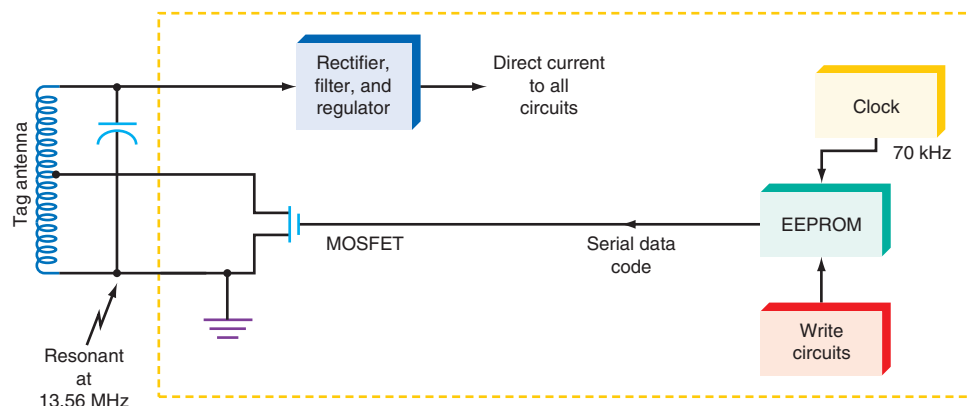 Rectifier,
filter, and
regulator
Direct current
to all
circuits
Clock
70 kHz
Tag antenna
MOSFET
Serial data
code
EEPROM
Write
circuits
Resonant
at
13.56 MHz